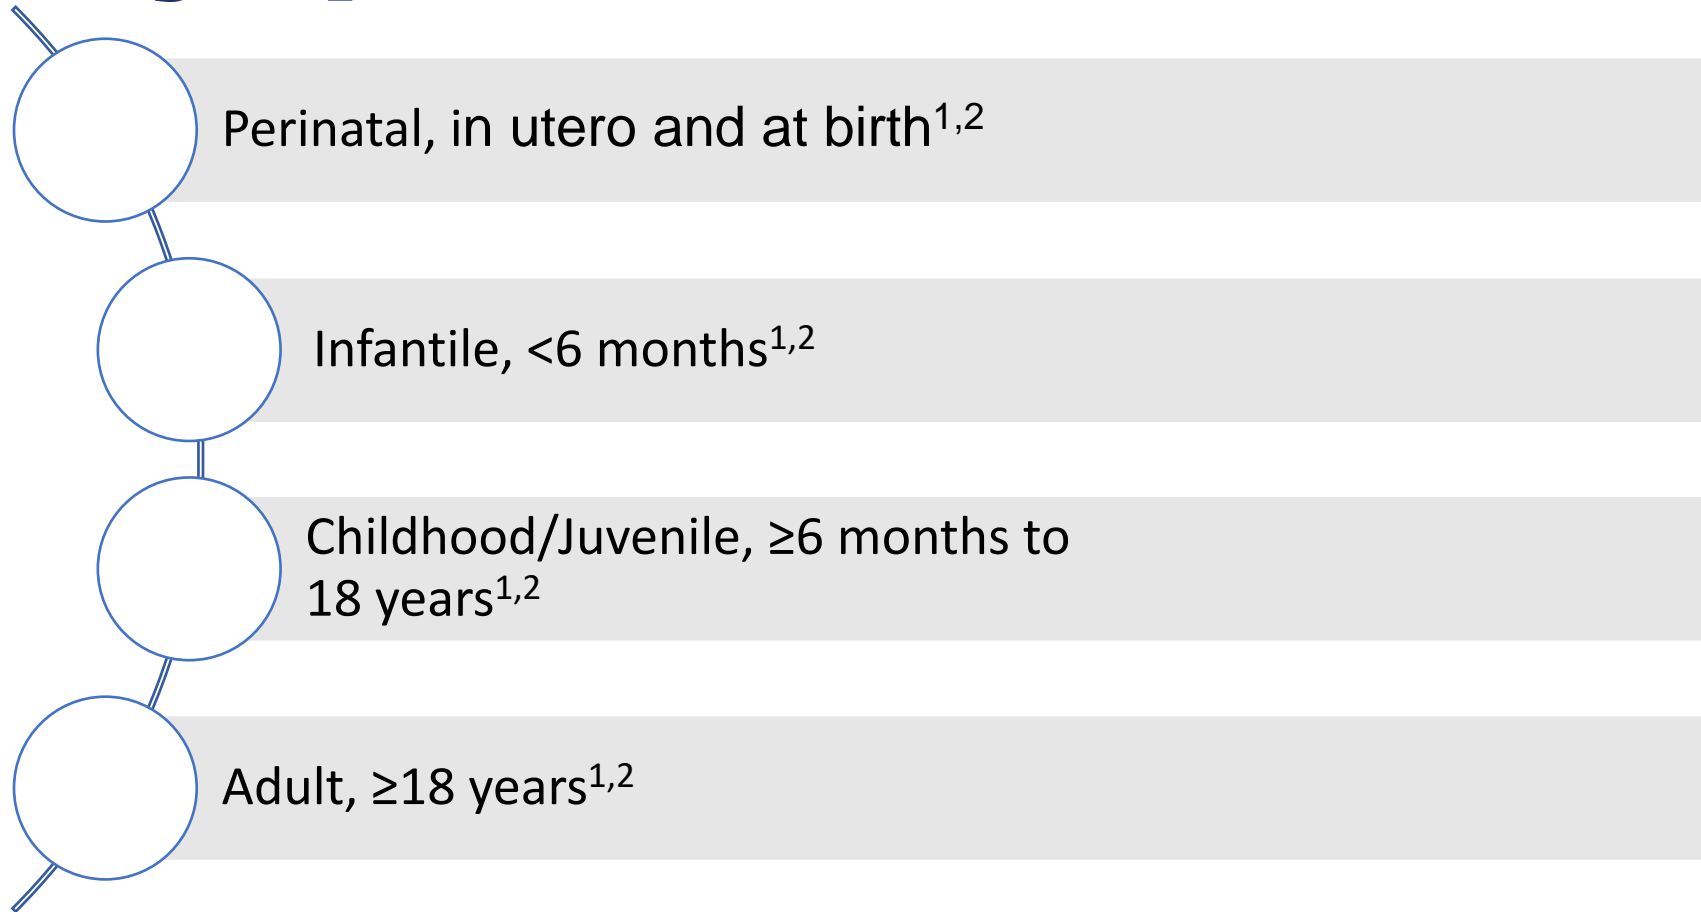 Perinatal, in utero and at birth1,2
Infantile, <6 months1,2
Childhood/Juvenile, ≥6 months to
18 years1,2
Adult, ≥18 years1,2